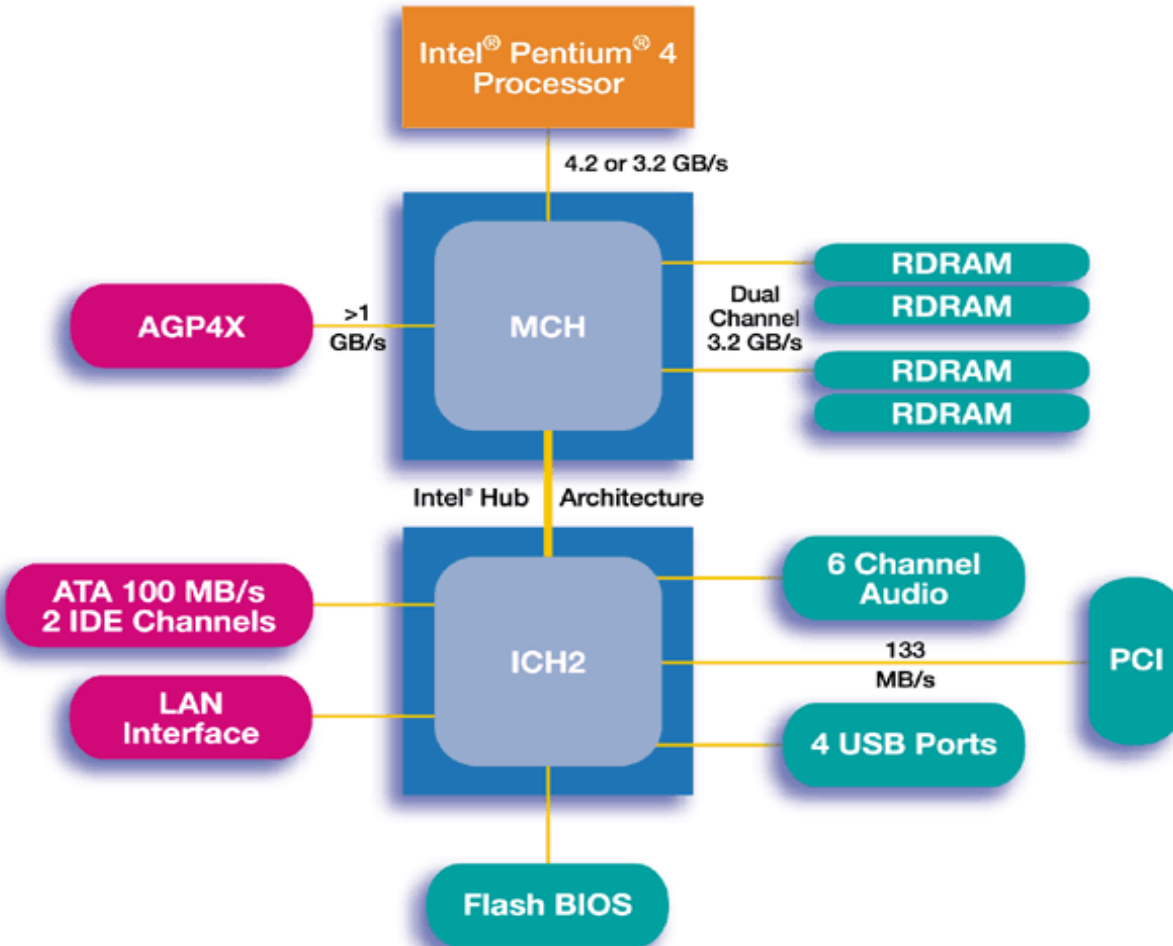 Intel® Pentium® 4
Processor
4.2 or 3.2 GB/s
MCH
AGP4X
>1
GB/s
Dual
Channel
3.2 GB/s
RDRAM
RDRAM
RDRAM
RDRAM
Intel® Hub Architecture
ATA 100 MB/s
2 IDE Channels
LAN
Interface
ICH2
6 Channel
Audio
133
MB/s
PCI
4 USB Ports
Flash BIOS